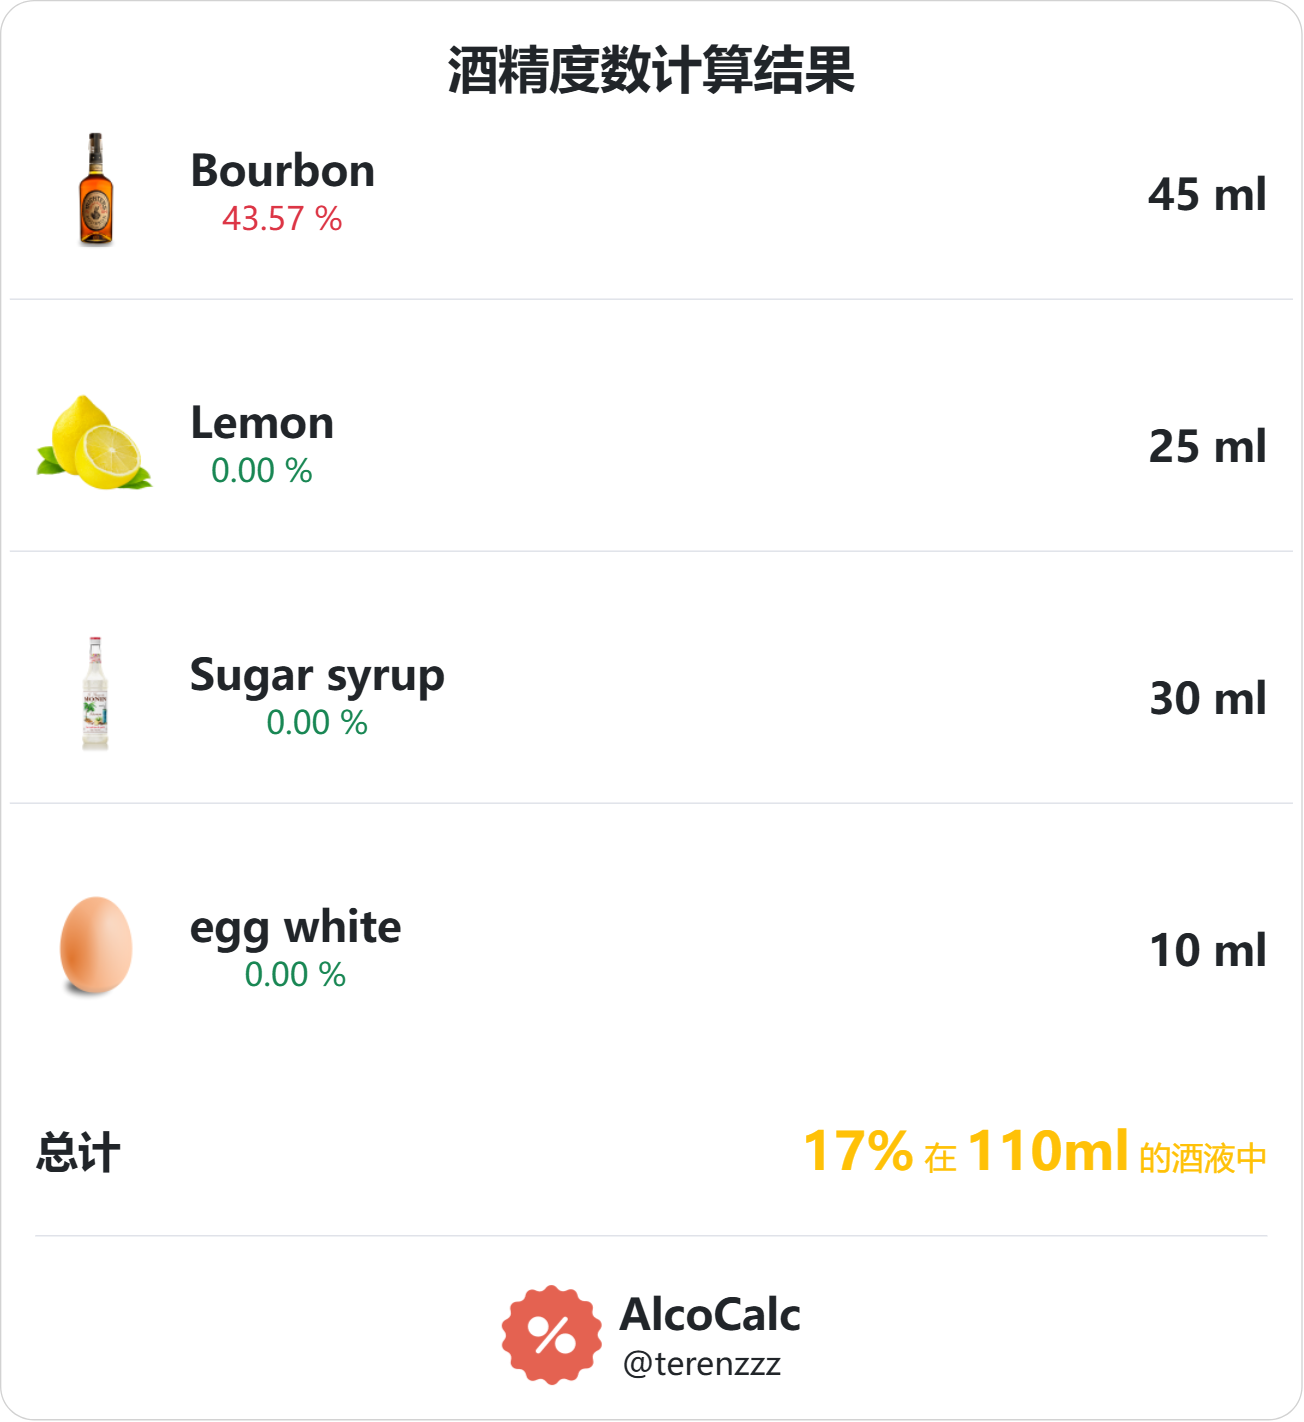 酒精度数计算结果
Bourbon
43.57 %
45 ml
Lemon
0.00 %
25 ml
Sugar syrup
0.00 %
30 ml
egg white
0.00 %
10 ml
总计
17% 在 110ml 的酒液中
AlcoCalc
@terenzzz